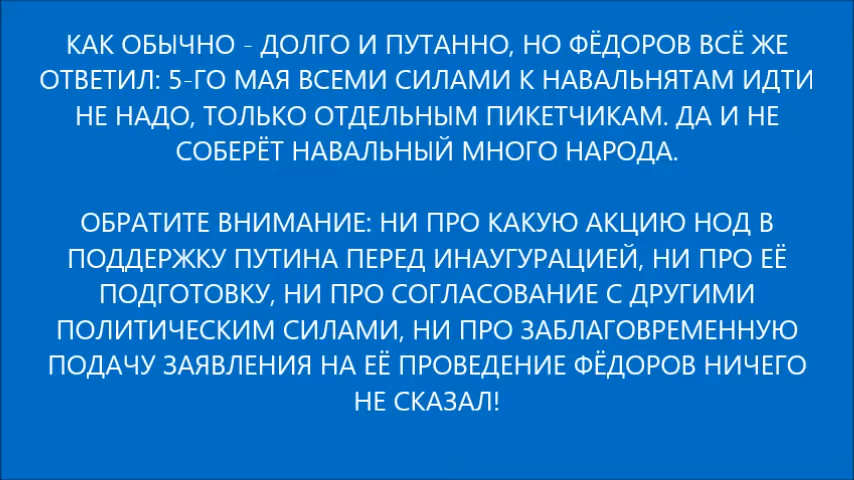 КАК ОБЫЧНО - ДОЛГО И ПУТАННО, НО ФЁДОРОВ ВСЁ ЖЕ
ОТВЕТИЛ: 5-ГО МАЯ ВСЕМИ СИЛАМИ К НАВАЛЬНЯТАМ ИДТИ
НЕ НАДО, ТОЛЬКО ОТДЕЛЬНЫМ ПИКЕТЧИКАМ. ДА И НЕ
СОБЕРЁТ НАВАЛЬНЫЙ МНОГО НАРОДА.
ОБРАТИТЕ ВНИМАНИЕ: НИ ПРО КАКУЮ АКЦИЮ НОД В
ПОДДЕРЖКУ ПУТИНА ПЕРЕД ИНАУГУРАЦИЕЙ, НИ ПРО ЕЁ
ПОДГОТОВКУ, НИ ПРО СОГЛАСОВАНИЕ С ДРУГИМИ
ПОЛИТИЧЕСКИМ СИЛАМИ, НИ ПРО ЗАБЛАГОВРЕМЕННУЮ
ПОДАЧУ ЗАЯВЛЕНИЯ НА ЕЁ ПРОВЕДЕНИЕ ФЁДОРОВ НИЧЕГО
НЕ СКАЗАЛ!